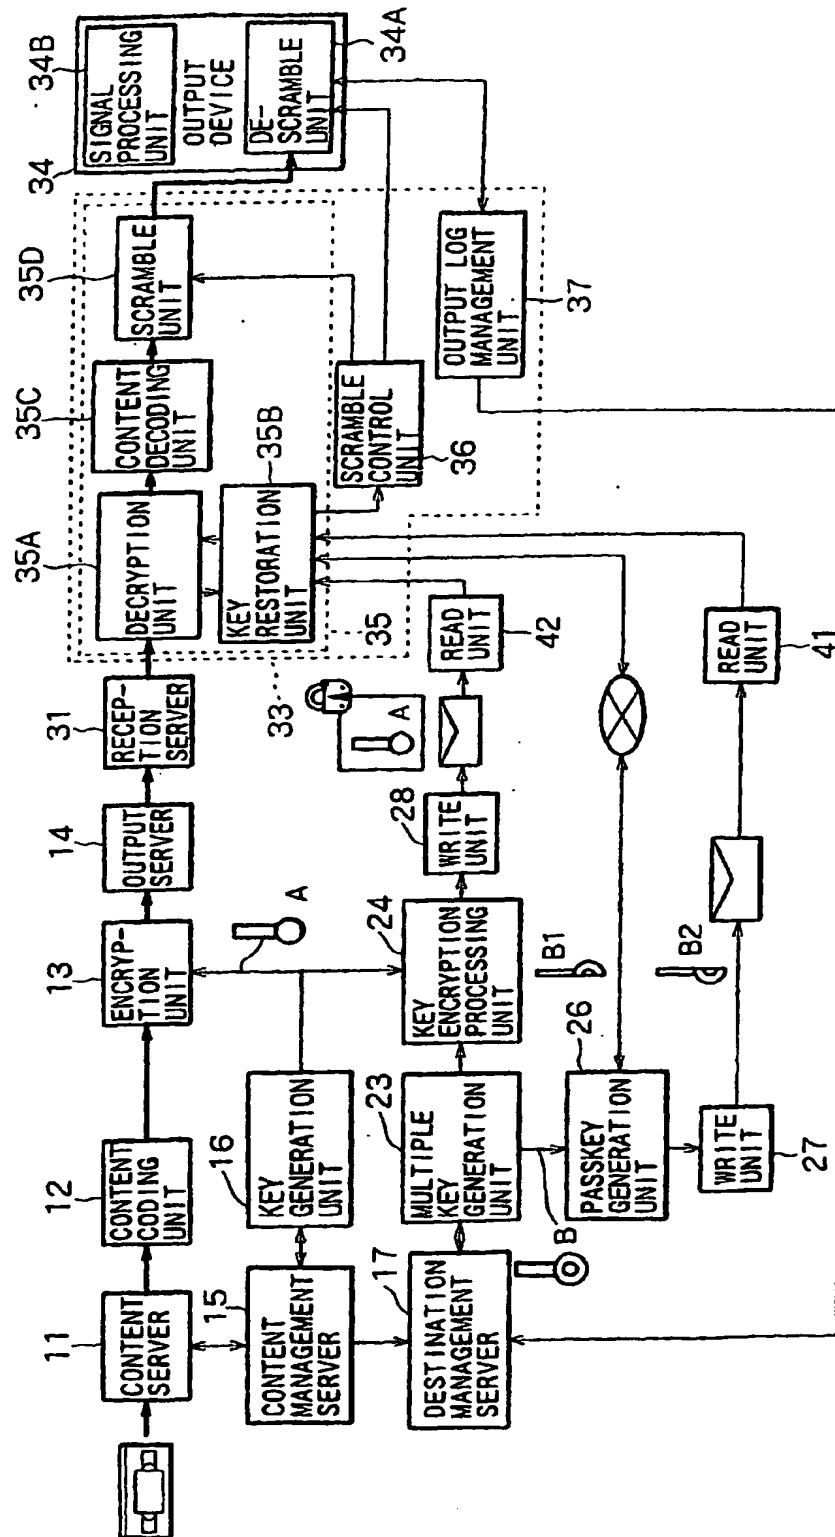 11
CONTENT
SERVER
12
CONTENT
CODING
UNIT
13
ENCRYP-
TION
UNIT
14
OUTPUT
SERVER
31
RECEP-
TION
SERVER
35A
DECRYPTION
UNIT
35C
CONTENT
DECODING
UNIT
35D
SCRAMBLE
UNIT
34
34B
SIGNAL
PROCESSING
UNIT
OUTPUT
DEVICE
DE-
SCRAMBLE
UNIT
34A
15
CONTENT
MANAGEMENT
SERVER
16
KEY
GENERATION
UNIT
A
KEY
RESTORATION
UNIT
35B
35
33
SCRAMBLE
CONTROL
UNIT
36
OUTPUT LOG
MANAGEMENT
UNIT
37
17
DESTINATION
MANAGEMENT
SERVER
23
MULTIPLE
KEY
GENERATION
UNIT
24
KEY
ENCRYPTION
PROCESSING
UNIT
28
WRITE
UNIT
A
READ
UNIT
42
B
26
PASSKEY
GENERATION
UNIT
B1
B2
WRITE
UNIT
27
READ
UNIT
41